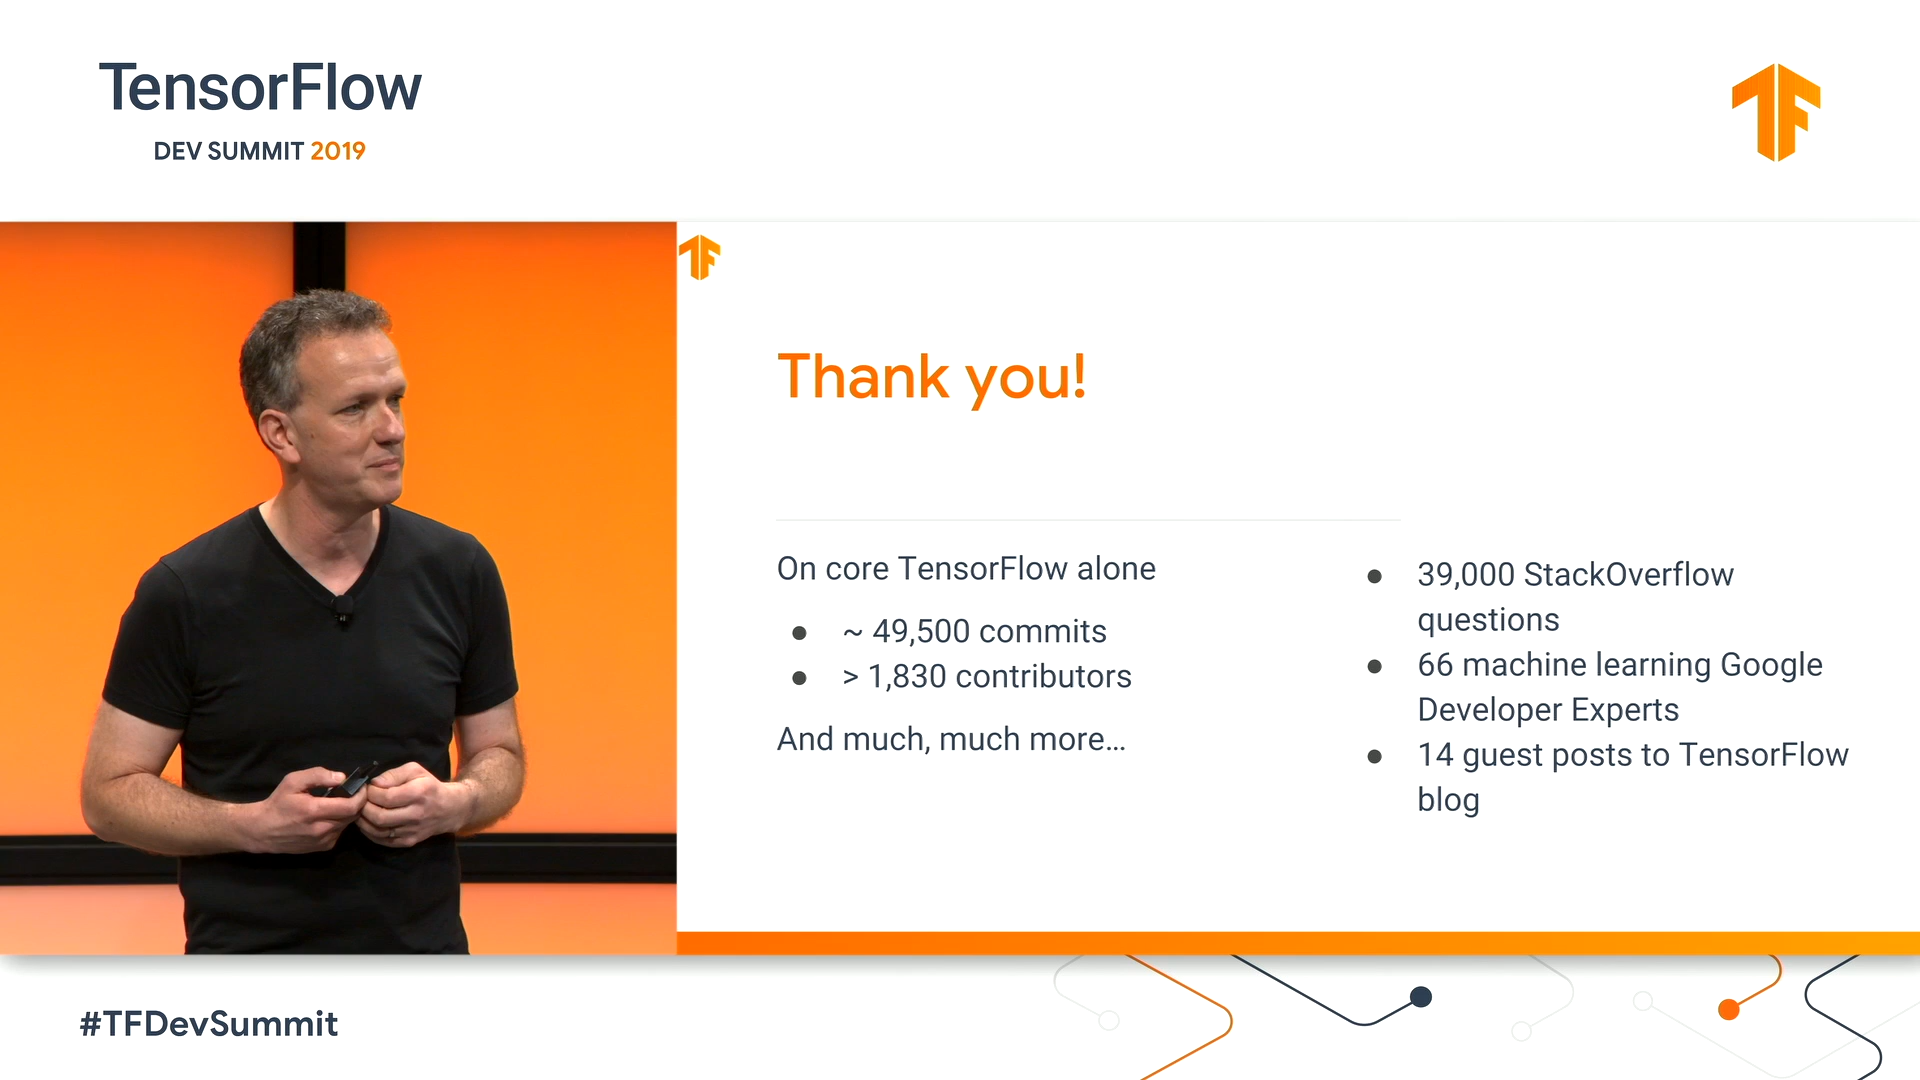 TensorFlow
DEV SUMMIT 2019
Thank you!
On core TensorFlow alone
● ~ 49,500 commits
● > 1,830 contributors
And much, much more...
● 39,000 StackOverflow
questions
● 66 machine learning Google
Developer Experts
● 14 guest posts to TensorFlow
blog
#TFDevSummit